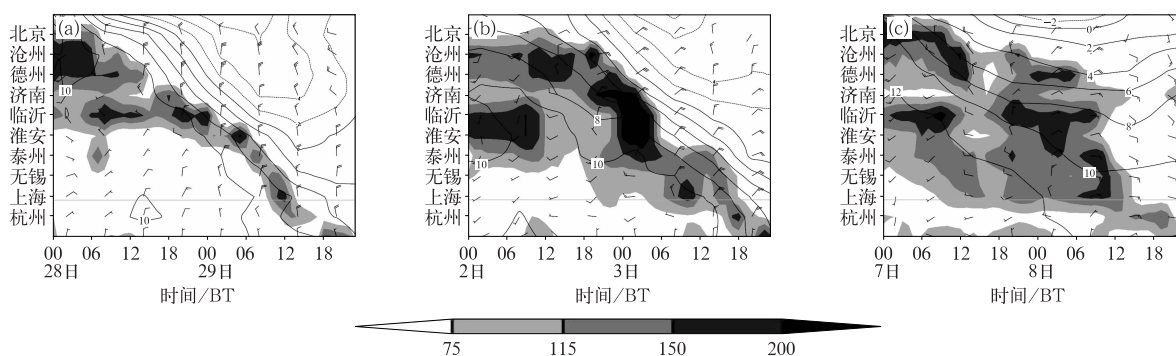 (a)
北京
沧州
德州
济南
临沂
淮安
泰州
无锡
上海
杭州
10
10
00 06 12 18 00 06 12 18
28日 29日
时间/BT
(b)
北京
沧州
德州
济南
临沂
淮安
泰州
无锡
上海
杭州
8
10
10
00 06 12 18 00 06 12 18
2日 3日
时间/BT
(c)
北京
沧州
德州
济南
临沂
淮安
泰州
无锡
上海
杭州
-2
0
2
4
6
12
8
10
00 06 12 18 00 06 12 18
7日 8日
时间/BT
75 115 150 200